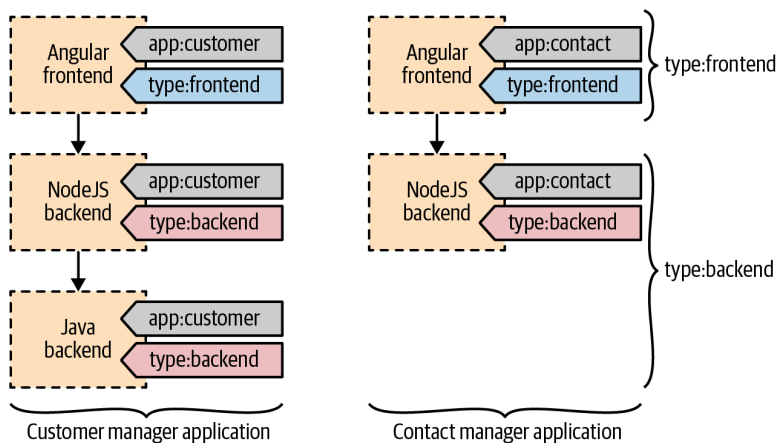 Angular
frontend
app:customer
type:frontend
Angular
frontend
app:contact
type:frontend
type:frontend
NodeJS
backend
app:customer
type:backend
NodeJS
backend
app:contact
type:backend
type:backend
Java
backend
app:customer
type:backend
Customer manager application
Contact manager application